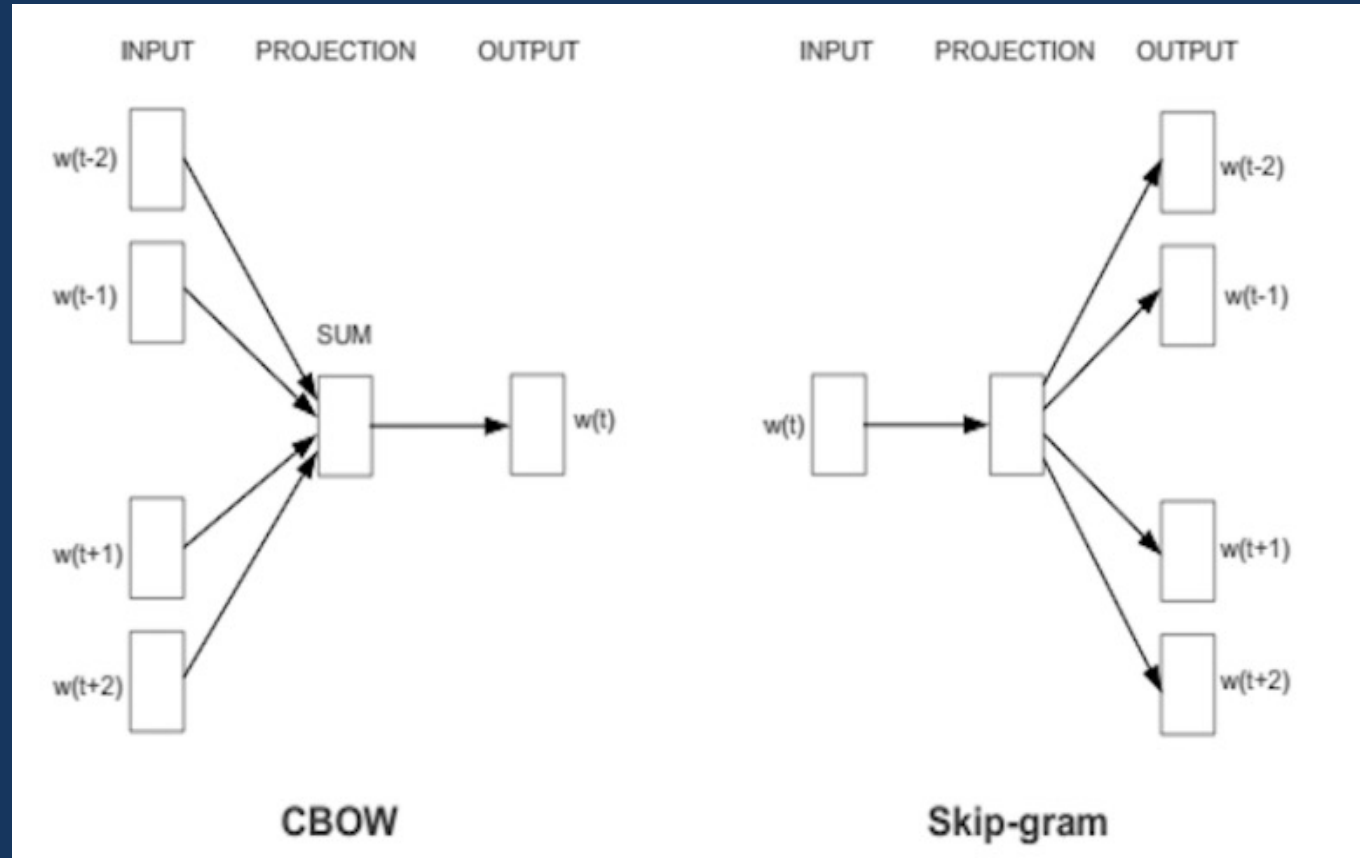 INPUT PROJECTION OUTPUT
w(t-2)
w(t-1)
SUM
w(t)
w(t+1)
w(t+2)
CBOW
INPUT PROJECTION OUTPUT
w(t-2)
w(t-1)
w(t)
w(t+1)
w(t+2)
Skip-gram